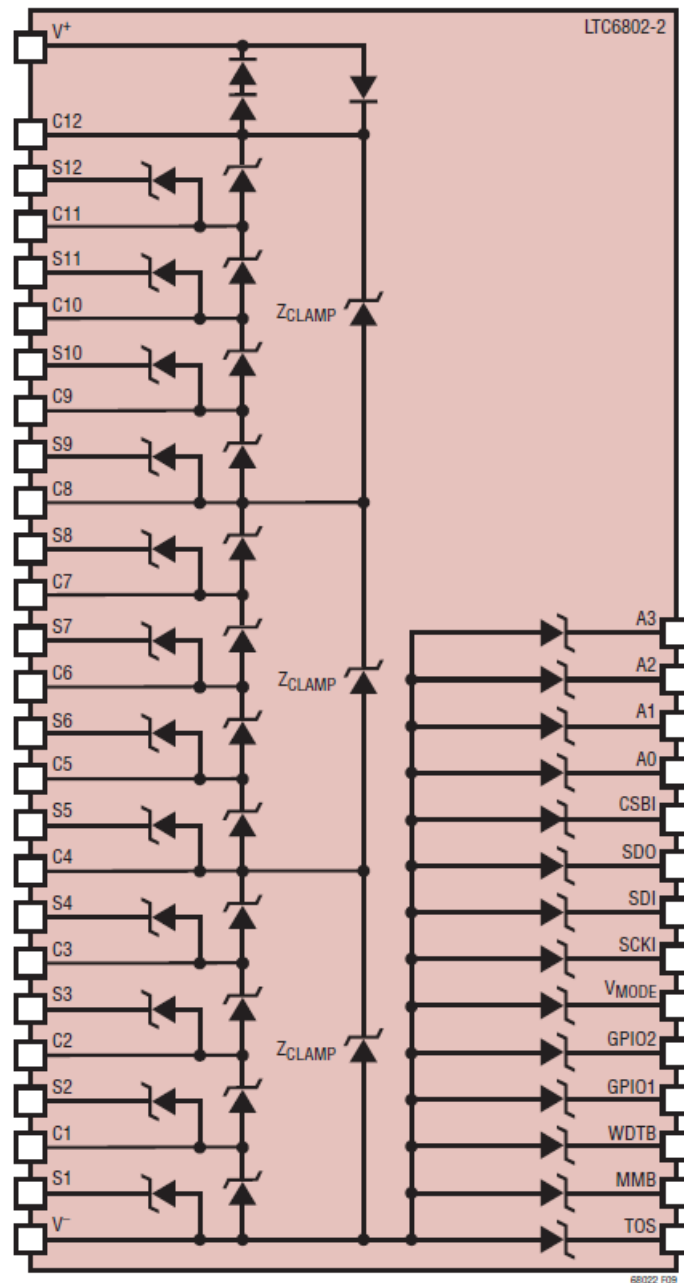 LTC6802-2
V+
C12
S12
C11
S11
C10
ZCLAMP
S10
C9
S9
C8
S8
C7
S7
A3
C6
ZCLAMP
A2
S6
A1
C5
A0
S5
CSBI
C4
SDO
S4
SDI
C3
SCKI
S3
VMODE
C2
ZCLAMP
GPIO2
S2
GPIO1
C1
WDTB
S1
MMB
V–
TOS
68022 F09